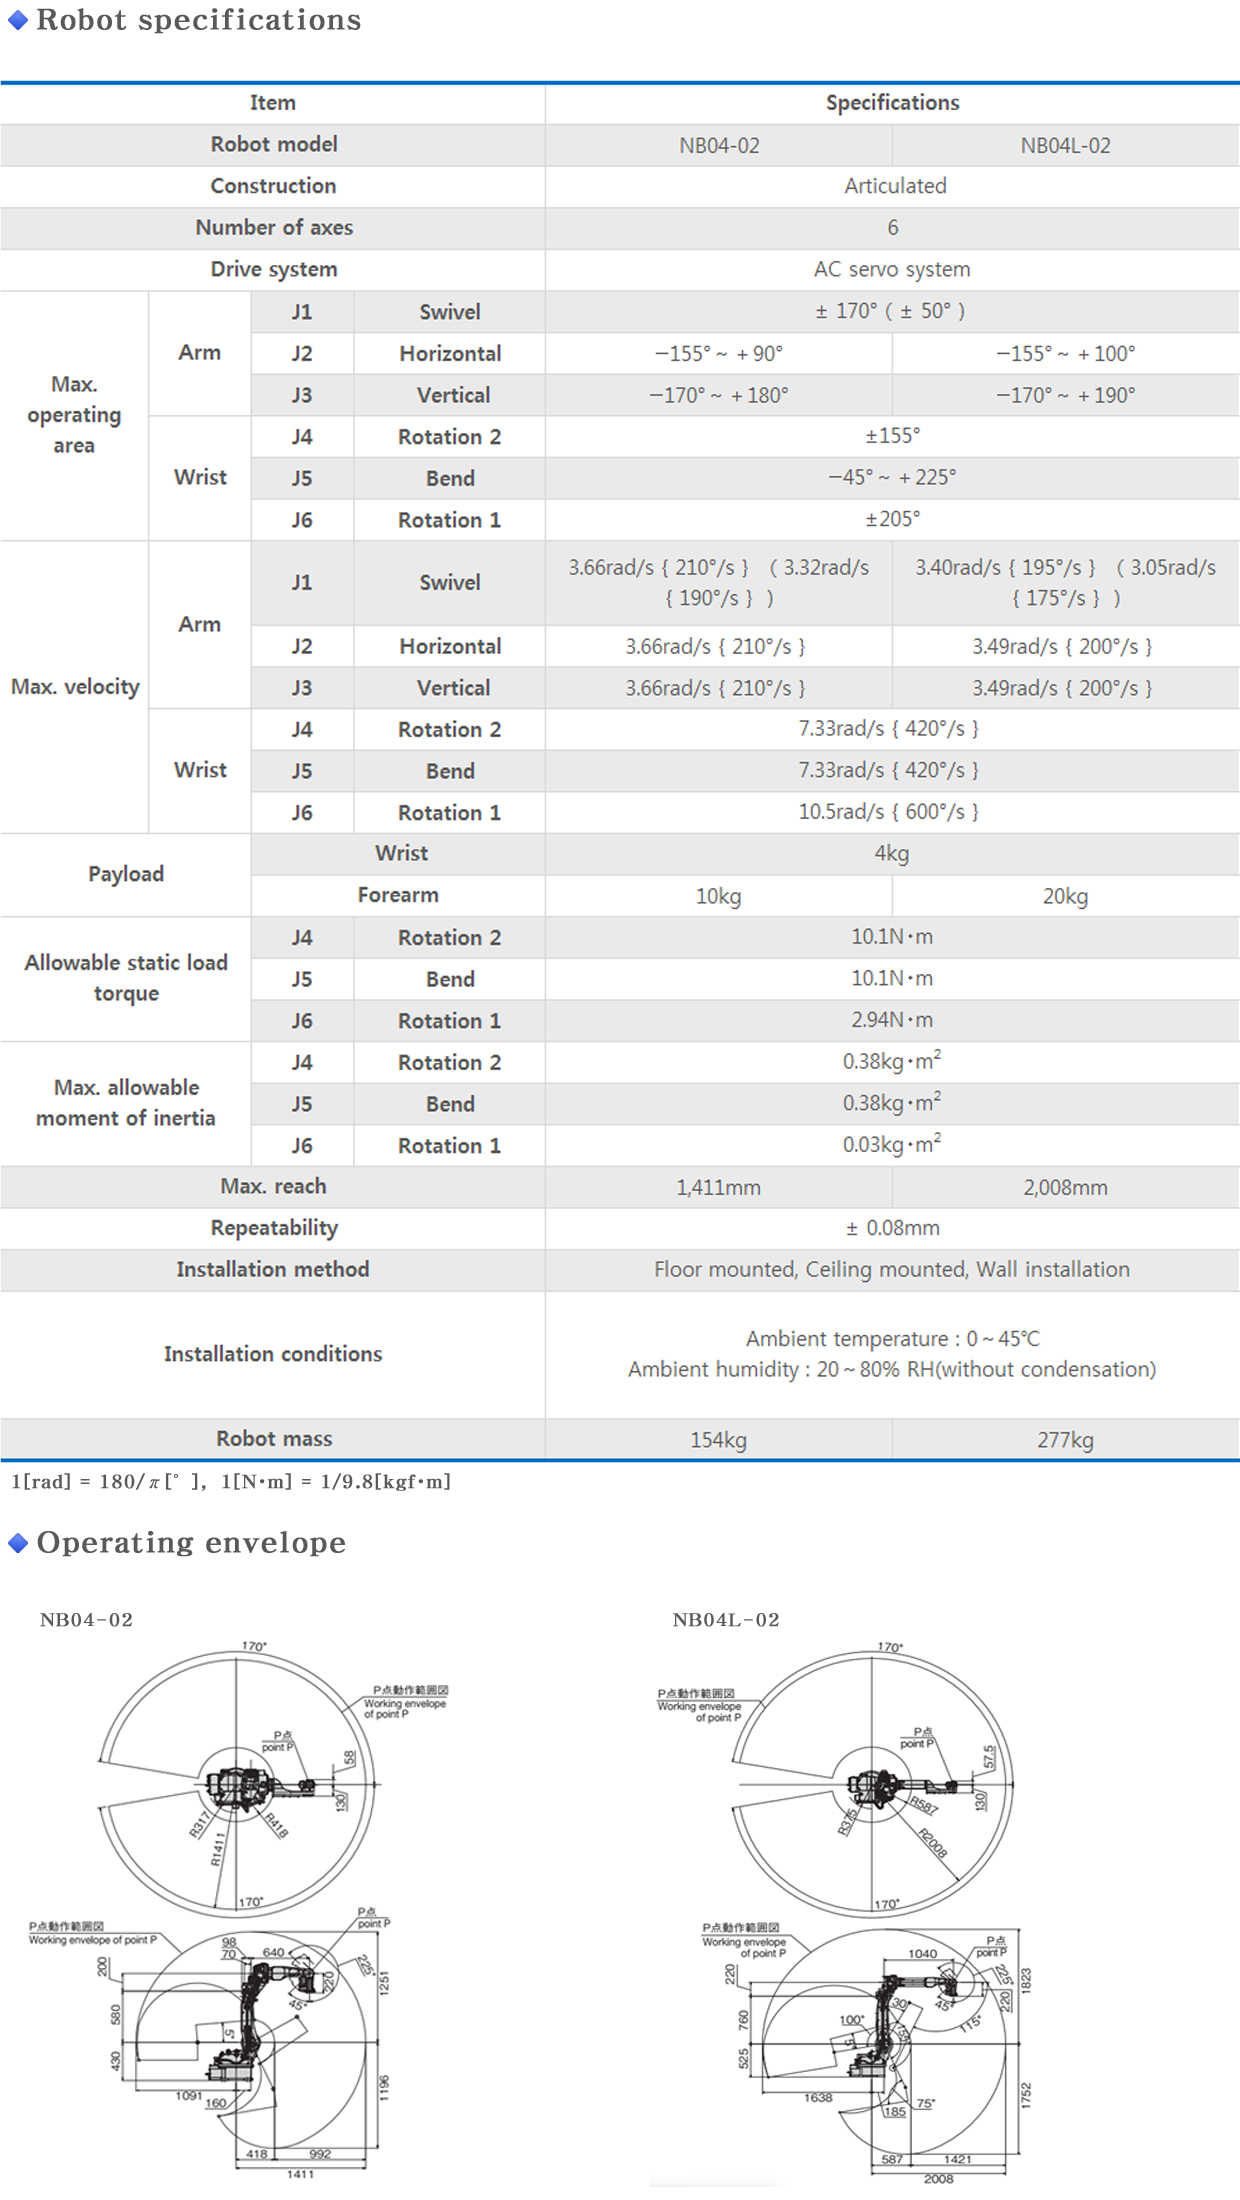 Robot specifications
Item Specifications
Robot model NB04-02 NB04L-02
Construction Articulated
Number of axes 6
Drive system AC servo system
Max. operating area Arm J1 Swivel ± 170° ( ± 50° )
J2 Horizontal −155° ~ + 90° −155° ~ + 100°
J3 Vertical −170° ~ + 180° −170° ~ + 190°
Wrist J4 Rotation 2 ±155°
J5 Bend −45° ~ + 225°
J6 Rotation 1 ±205°
Max. velocity Arm J1 Swivel 3.66rad/s { 210°/s } ( 3.32rad/s { 190°/s } ) 3.40rad/s { 195°/s } ( 3.05rad/s { 175°/s } )
J2 Horizontal 3.66rad/s { 210°/s } 3.49rad/s { 200°/s }
J3 Vertical 3.66rad/s { 210°/s } 3.49rad/s { 200°/s }
Wrist J4 Rotation 2 7.33rad/s { 420°/s }
J5 Bend 7.33rad/s { 420°/s }
J6 Rotation 1 10.5rad/s { 600°/s }
Payload Wrist 4kg
Forearm 10kg 20kg
Allowable static load torque J4 Rotation 2 10.1N·m
J5 Bend 10.1N·m
J6 Rotation 1 2.94N·m
Max. allowable moment of inertia J4 Rotation 2 0.38kg·m²
J5 Bend 0.38kg·m²
J6 Rotation 1 0.03kg·m²
Max. reach 1,411mm 2,008mm
Repeatability ± 0.08mm
Installation method Floor mounted, Ceiling mounted, Wall installation
Installation conditions Ambient temperature : 0 ~ 45℃
Ambient humidity : 20 ~ 80% RH(without condensation)
Robot mass 154kg 277kg
1[rad] = 180/π[° ], 1[N·m] = 1/9.8[kgf·m]
Operating envelope
NB04-02
170°
P点動作範囲図
Working envelope
of point P
P点
point P
58
130
R317
R1411
R418
170°
P点動作範囲図
Working envelope of point P
P点
point P
98
70
640
200
220
225°
1251
45°
580
5°
430
1091
160
1196
418
992
1411
NB04L-02
170°
P点動作範囲図
Working envelope
of point P
P点
point P
57.5
130
R375
R587
R2008
170°
P点動作範囲図
Working envelope
of point P
P点
point P
1040
220
225°
1823
45°
220
30°
760
100°
115°
155°
5°
525
1638
185
75°
1752
587
1421
2008